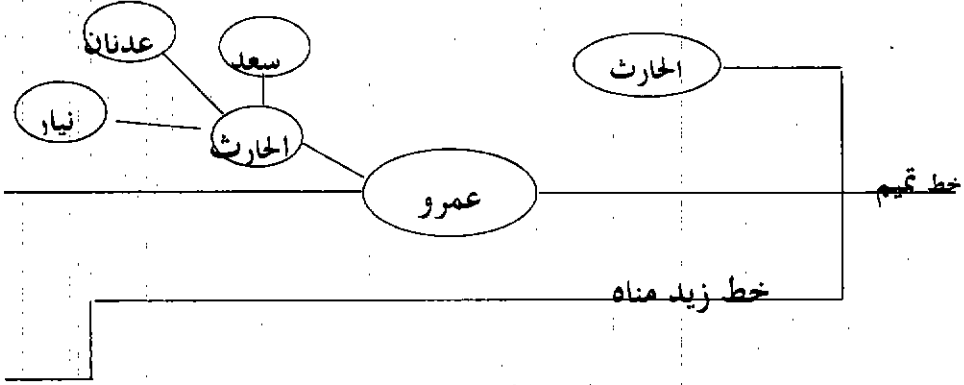 عدنان
سعد
الحارث
نيار
الحارث
عمرو
خط تميم
خط زيد مناه